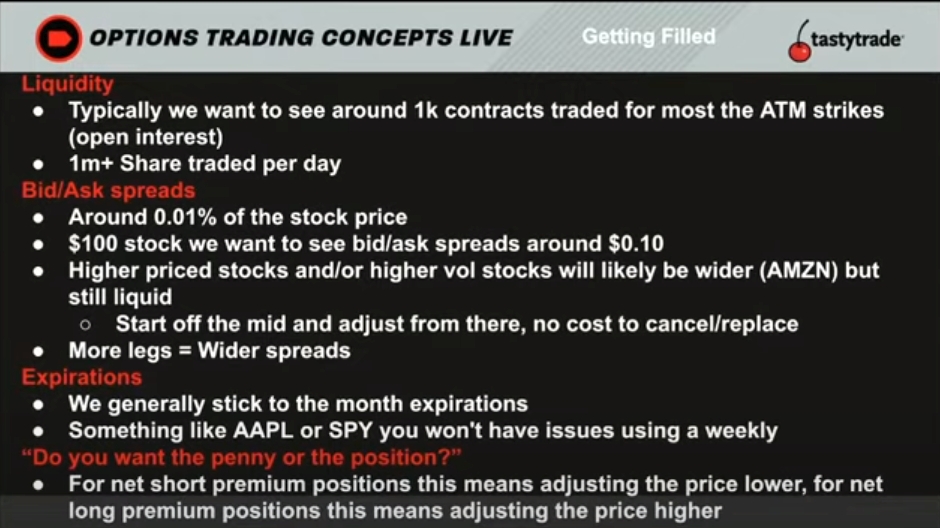 OPTIONS TRADING CONCEPTS LIVE
Getting Filled
tastytrade
Liquidity
● Typically we want to see around 1k contracts traded for most the ATM strikes
(open interest)
● 1m+ Share traded per day
Bid/Ask spreads
● Around 0.01% of the stock price
● $100 stock we want to see bid/ask spreads around $0.10
● Higher priced stocks and/or higher vol stocks will likely be wider (AMZN) but
still liquid
○ Start off the mid and adjust from there, no cost to cancel/replace
● More legs = Wider spreads
Expirations
● We generally stick to the month expirations
● Something like AAPL or SPY you won't have issues using a weekly
“Do you want the penny or the position?”
● For net short premium positions this means adjusting the price lower, for net
long premium positions this means adjusting the price higher